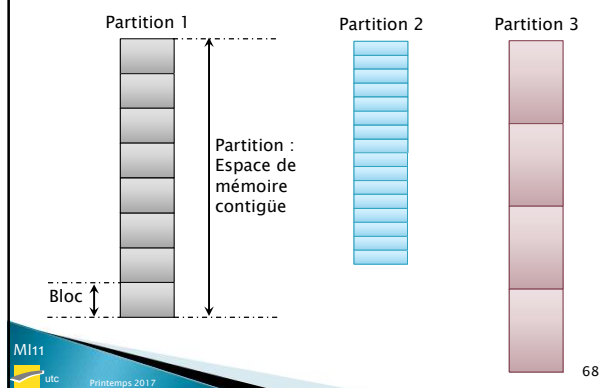 Partition 1
Partition 2
Partition 3
Partition :
Espace de
mémoire
contigüe
Bloc
MI11
utc
Printemps 2017
68